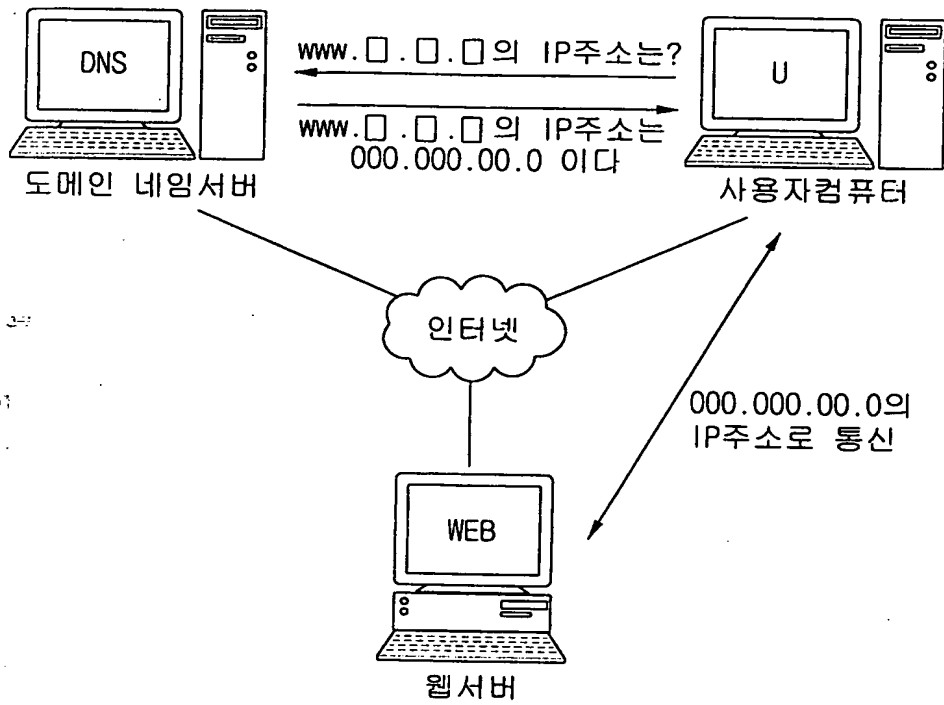 DNS
도메인 네임서버
www.□.□.□의 IP주소는?
www.□.□.□의 IP주소는
000.000.00.0 이다
U
사용자컴퓨터
인터넷
000.000.00.0의
IP주소로 통신
WEB
웹서버